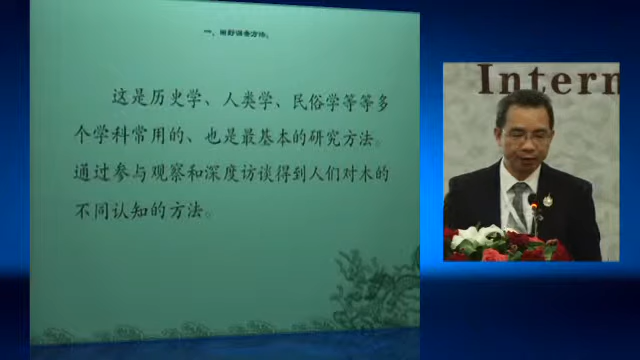 一、田野调查方法。
这是历史学、人类学、民俗学等等多
个学科常用的、也是最基本的研究方法。
通过参与观察和深度访谈得到人们对木的
不同认知的方法。
Intern